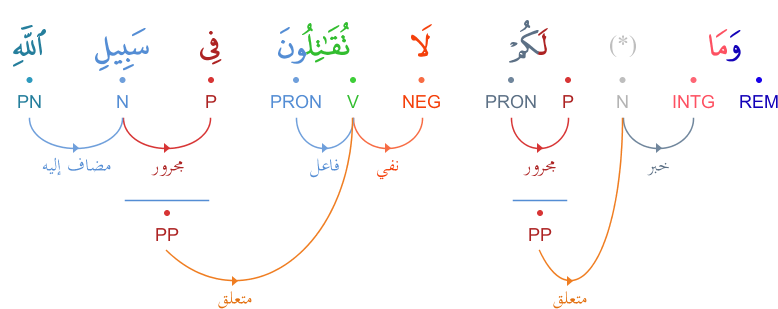 وَمَا (*) لَكُمْ لَا تُقَـٰتِلُونَ فِى سَبِيلِ ٱللَّهِ
REM INTG N P PRON NEG V PRON P N PN
خبر مجرور نفي فاعل مجرور مضاف إليه
PP PP
متعلق متعلق